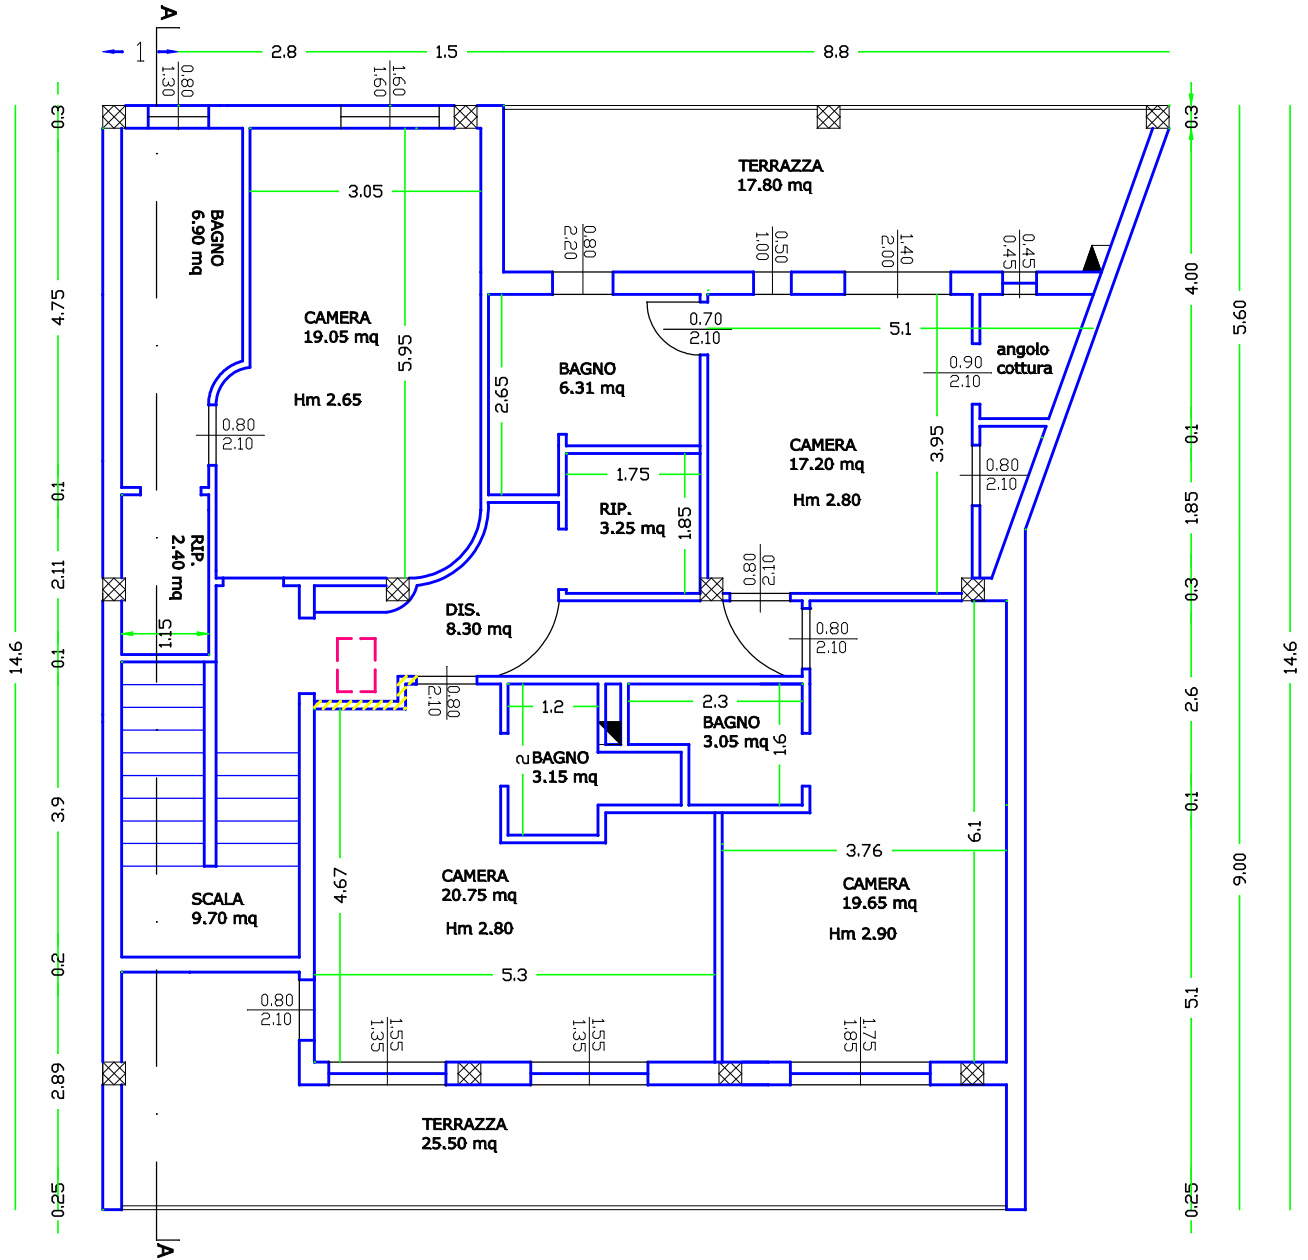 A
1
2.8
1.5
8.8
0.80
1.30
1.60
1.60
0.3
0.3
TERRAZZA
17.80 mq
3.05
BAGNO
6.90 mq
0.80
2.20
0.50
1.00
1.40
2.00
0.45
0.45
4.75
4.00
5.60
CAMERA
19.05 mq
5.95
0.70
2.10
5.1
angolo
cottura
0.90
2.10
BAGNO
6.31 mq
2.65
Hm 2.65
0.80
2.10
3.95
CAMERA
17.20 mq
Hm 2.80
0.1
0.80
2.10
1.75
RIP.
3.25 mq
1.85
0.1
1.85
RIP.
2.40 mq
2.11
0.80
2.10
0.3
DIS.
8.30 mq
1.15
0.80
2.10
14.6
0.1
14.6
0.80
2.10
2.6
1.2
2.3
BAGNO
3.05 mq
1.6
2
BAGNO
3.15 mq
3.9
0.1
6.1
3.76
4.67
CAMERA
20.75 mq
Hm 2.80
CAMERA
19.65 mq
Hm 2.90
9.00
SCALA
9.70 mq
0.2
5.3
0.80
2.10
5.1
1.55
1.35
1.55
1.35
1.75
1.85
2.89
TERRAZZA
25.50 mq
0.25
0.25
A